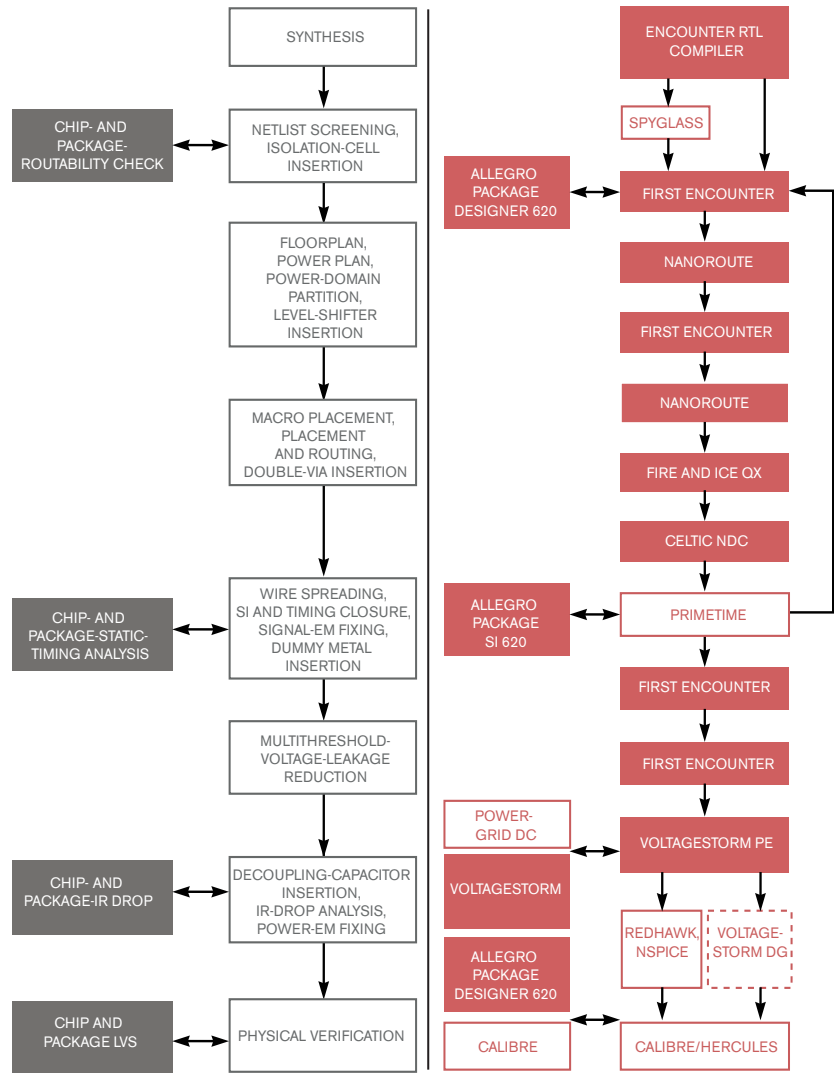 SYNTHESIS
CHIP- AND
PACKAGE-
ROUTABILITY CHECK
NETLIST SCREENING,
ISOLATION-CELL
INSERTION
FLOORPLAN,
POWER PLAN,
POWER-DOMAIN
PARTITION,
LEVEL-SHIFTER
INSERTION
MACRO PLACEMENT,
PLACEMENT
AND ROUTING,
DOUBLE-VIA INSERTION
CHIP- AND
PACKAGE-STATIC-
TIMING ANALYSIS
WIRE SPREADING,
SI AND TIMING CLOSURE,
SIGNAL-EM FIXING,
DUMMY METAL
INSERTION
MULTITHRESHOLD-
VOLTAGE-LEAKAGE
REDUCTION
CHIP- AND
PACKAGE-IR DROP
DECOUPLING-CAPACITOR
INSERTION,
IR-DROP ANALYSIS,
POWER-EM FIXING
CHIP AND
PACKAGE LVS
PHYSICAL VERIFICATION
ENCOUNTER RTL
COMPILER
SPYGLASS
ALLEGRO
PACKAGE
DESIGNER 620
FIRST ENCOUNTER
NANOROUTE
FIRST ENCOUNTER
NANOROUTE
FIRE AND ICE QX
CELTIC NDC
ALLEGRO
PACKAGE
SI 620
PRIMETIME
FIRST ENCOUNTER
FIRST ENCOUNTER
POWER-
GRID DC
VOLTAGESTORM
VOLTAGESTORM PE
REDHAWK,
NSPICE
VOLTAGE-
STORM DG
ALLEGRO
PACKAGE
DESIGNER 620
CALIBRE
CALIBRE/HERCULES